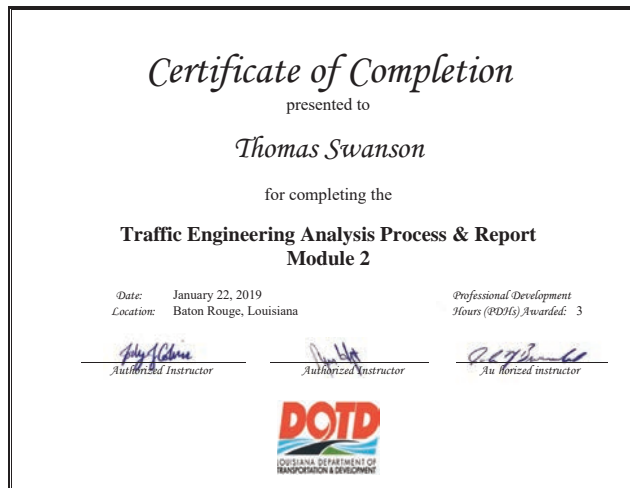 Certificate of Completion
presented to
Thomas Swanson
for completing the
Traffic Engineering Analysis Process & Report
Module 2
Date: January 22, 2019
Location: Baton Rouge, Louisiana
Professional Development
Hours (PDHs) Awarded: 3
Authorized Instructor
Authorized Instructor
Au horized instructor
DOTD
LOUISIANA DEPARTMENT OF
TRANSPORTATION & DEVELOPMENT